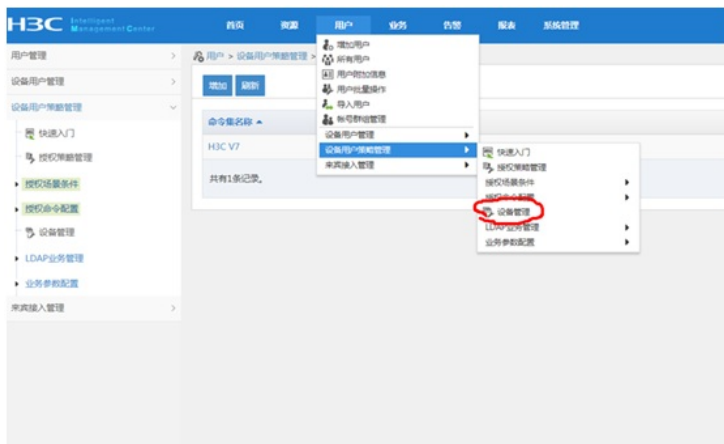 H3C Intelligent Management Center
首页 资源 用户 业务 告警 报表 系统管理
用户管理
设备用户管理
设备用户策略管理
快速入门
授权策略管理
授权场景条件
授权命令配置
设备管理
LDAP业务管理
业务参数配置
来宾接入管理
用户 > 设备用户策略管理 >
增加 刷新
命令集名称
H3C V7
共有1条记录。
增加用户
所有用户
用户附加信息
用户批量操作
导入用户
帐号群组管理
设备用户管理
设备用户策略管理
来宾接入管理
快速入门
授权策略管理
授权场景条件
授权命令配置
设备管理
LDAP业务管理
业务参数配置